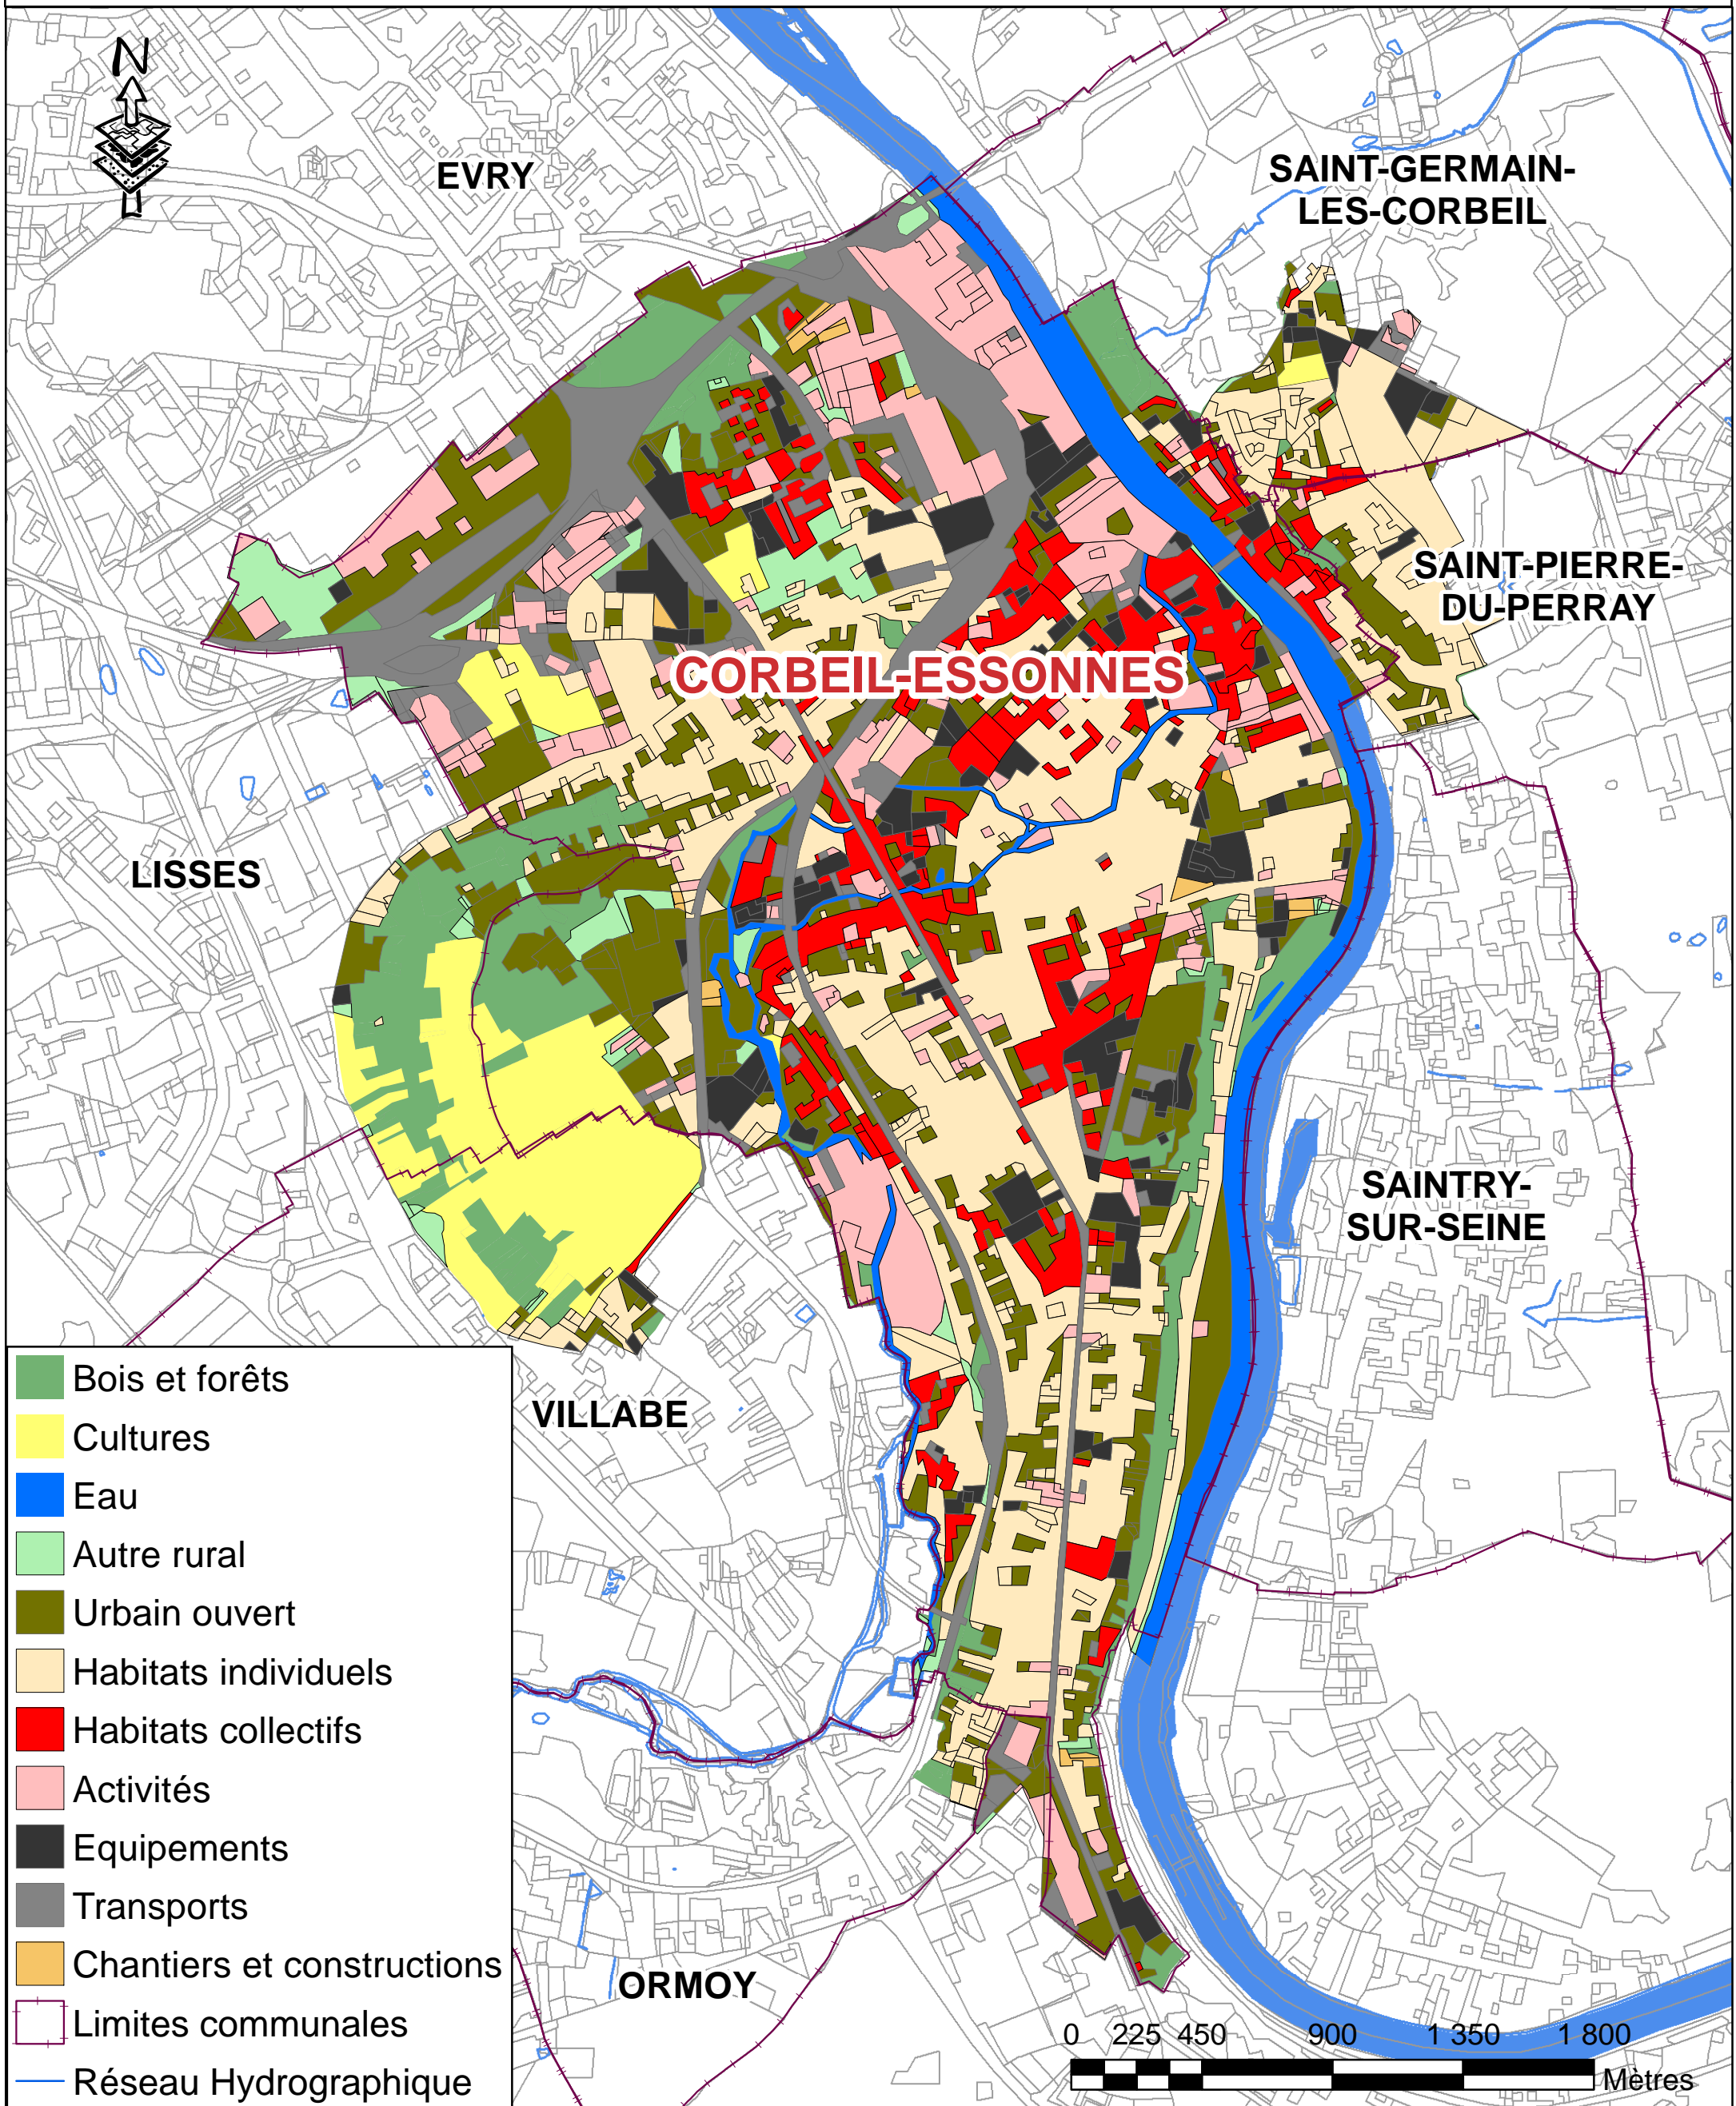 N
EVRY
SAINT-GERMAIN-
LES-CORBEIL
SAINT-PIERRE-
DU-PERRAY
CORBEIL-ESSONNES
LISSES
SAINTRY-
SUR-SEINE
VILLABE
ORMOY
Bois et forêts
Cultures
Eau
Autre rural
Urbain ouvert
Habitats individuels
Habitats collectifs
Activités
Equipements
Transports
Chantiers et constructions
Limites communales
Réseau Hydrographique
0 225 450 900 1 350 1 800
Mètres